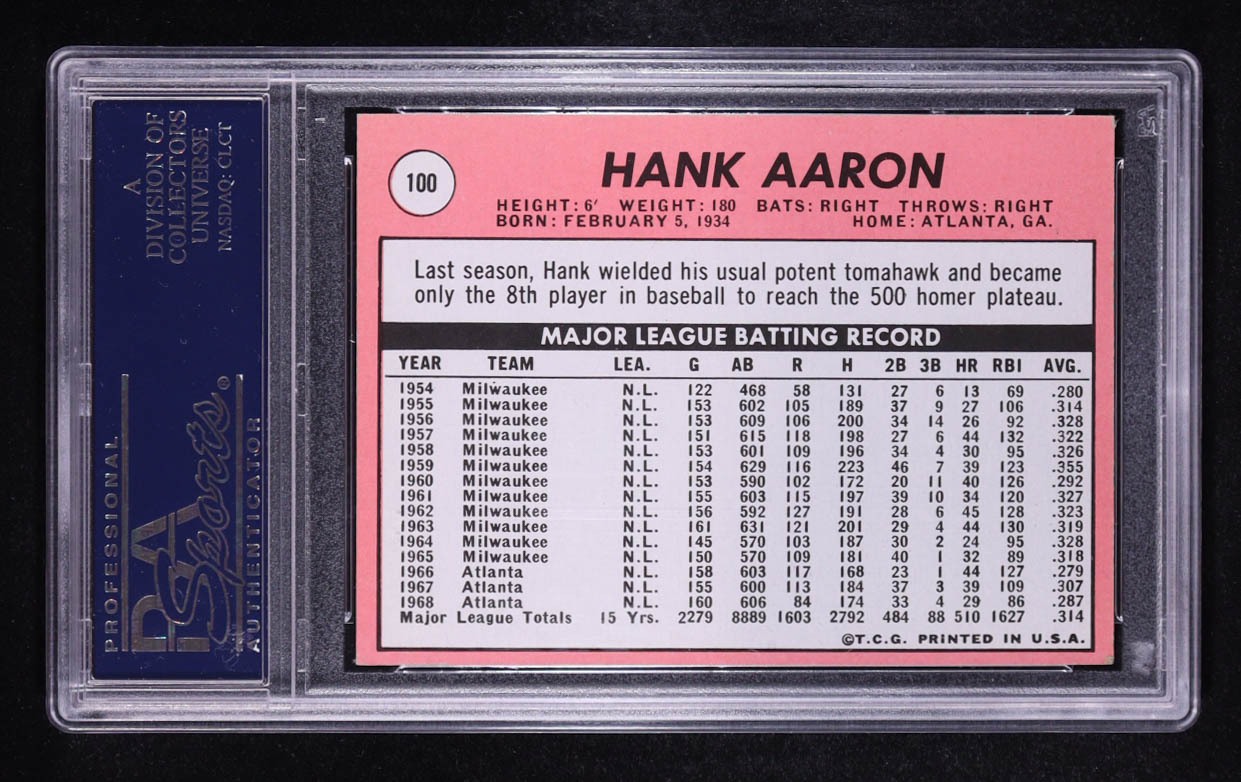 A
DIVISION OF
COLLECTORS
UNIVERSE
NASDAQ: CLCT
PROFESSIONAL
PSA
Sports®
AUTHENTICATOR
100
HANK AARON
HEIGHT: 6' WEIGHT: 180 BATS: RIGHT THROWS: RIGHT
BORN: FEBRUARY 5, 1934 HOME: ATLANTA, GA.
Last season, Hank wielded his usual potent tomahawk and became
only the 8th player in baseball to reach the 500 homer plateau.
MAJOR LEAGUE BATTING RECORD
YEAR TEAM LEA. G AB R H 2B 3B HR RBI AVG.
1954 Milwaukee N.L. 122 468 58 131 27 6 13 69 .280
1955 Milwaukee N.L. 153 602 105 189 37 9 27 106 .314
1956 Milwaukee N.L. 153 609 106 200 34 14 26 92 .328
1957 Milwaukee N.L. 151 615 118 198 27 6 44 132 .322
1958 Milwaukee N.L. 153 601 109 196 34 4 30 95 .326
1959 Milwaukee N.L. 154 629 116 223 46 7 39 123 .355
1960 Milwaukee N.L. 153 590 102 172 20 11 40 126 .292
1961 Milwaukee N.L. 155 603 115 197 39 10 34 120 .327
1962 Milwaukee N.L. 156 592 127 191 28 6 45 128 .323
1963 Milwaukee N.L. 161 631 121 201 29 4 44 130 .319
1964 Milwaukee N.L. 145 570 103 187 30 2 24 95 .328
1965 Milwaukee N.L. 150 570 109 181 40 1 32 89 .318
1966 Atlanta N.L. 158 603 117 168 23 1 44 127 .279
1967 Atlanta N.L. 155 600 113 184 37 3 39 109 .307
1968 Atlanta N.L. 160 606 84 174 33 4 29 86 .287
Major League Totals 15 Yrs. 2279 8889 1603 2792 484 88 510 1627 .314
©T.C.G. PRINTED IN U.S.A.